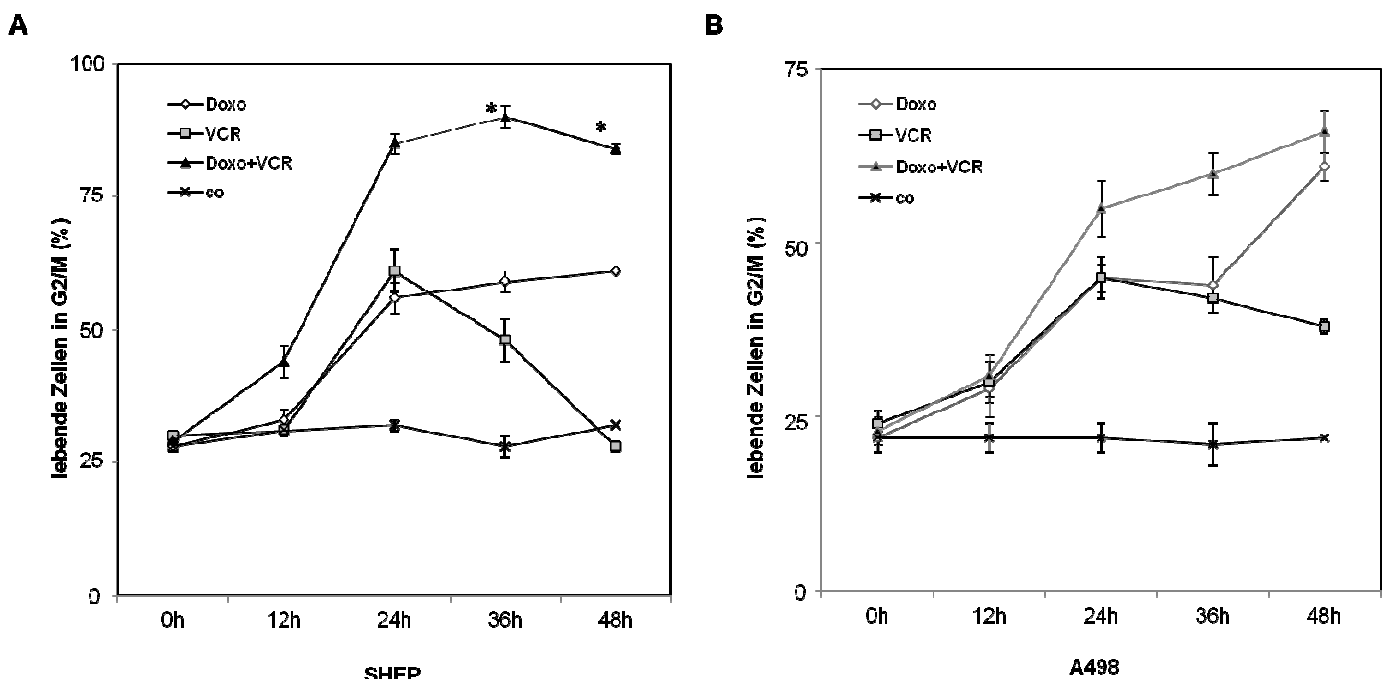 A
100
75
50
25
0
lebende Zellen in G2/M (%)
Doxo
VCR
Doxo+VCR
co
*
*
0h
12h
24h
36h
48h
SHEP
B
75
50
25
0
lebende Zellen in G2/M (%)
Doxo
VCR
Doxo+VCR
co
0h
12h
24h
36h
48h
A498